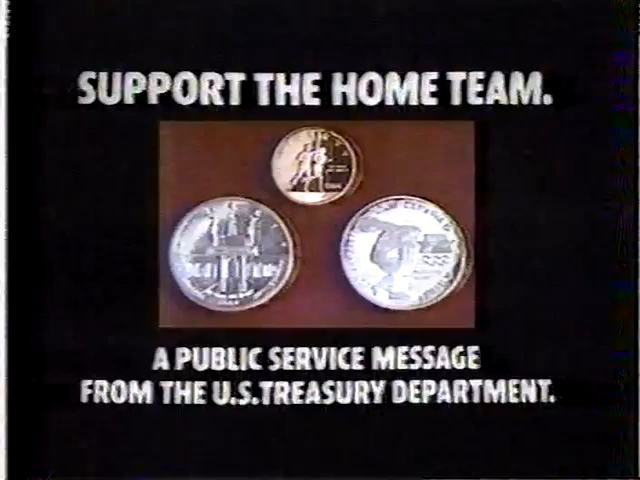 SUPPORT THE HOME TEAM.
A PUBLIC SERVICE MESSAGE
FROM THE U.S. TREASURY DEPARTMENT.